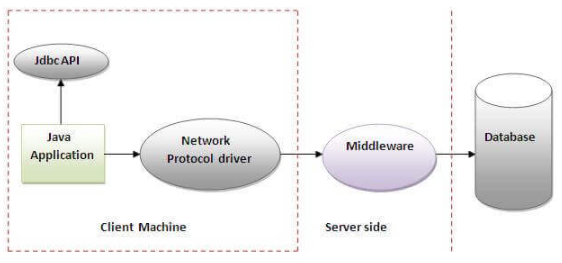 Jdbc API
Java
Application
Network
Protocol driver
Middleware
Database
Client Machine
Server side